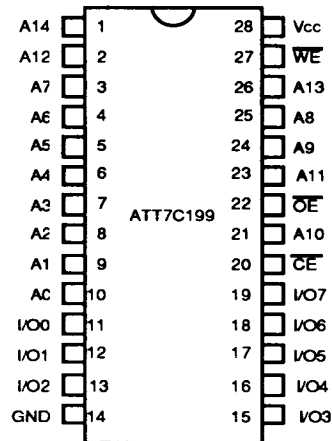 A14 1 28 Vcc
A12 2 27 WE
A7 3 26 A13
A6 4 25 A8
A5 5 24 A9
A4 6 23 A11
A3 7 22 OE
ATT7C199
A2 8 21 A10
A1 9 20 CE
A0 10 19 I/O7
I/O0 11 18 I/O6
I/O1 12 17 I/O5
I/O2 13 16 I/O4
GND 14 15 I/O3